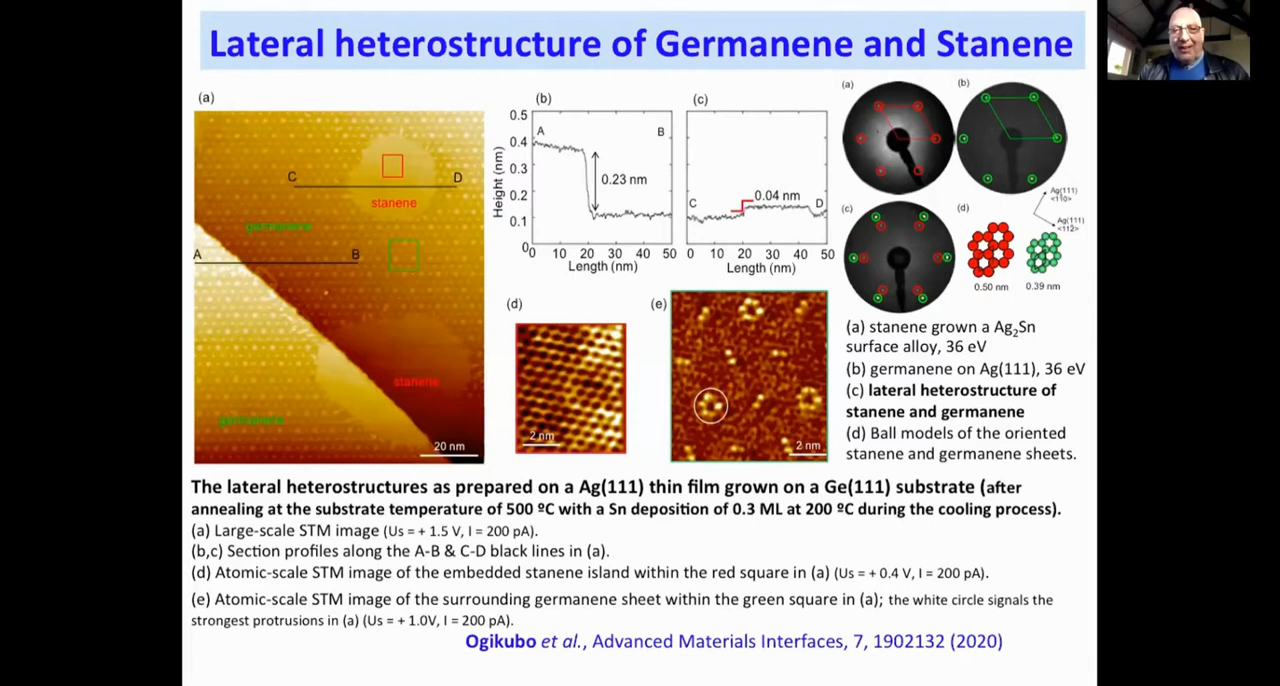 Lateral heterostructure of Germanene and Stanene
(a)
C
D
stanene
germanene
A
B
stanene
germanene
20 nm
(b)
Height (nm)
0.5
0.4
0.3
0.2
0.1
0
A
B
0.23 nm
0 10 20 30 40 50
Length (nm)
(c)
C
0.04 nm
D
0 10 20 30 40 50
Length (nm)
(d)
2 nm
(e)
2 nm
(a)
(b)
(c)
(d)
Ag(111)
<1̅10>
Ag(111)
<1̅1̅2>
0.50 nm
0.39 nm
(a) stanene grown a Ag₂Sn
surface alloy, 36 eV
(b) germanene on Ag(111), 36 eV
(c) lateral heterostructure of
stanene and germanene
(d) Ball models of the oriented
stanene and germanene sheets.
The lateral heterostructures as prepared on a Ag(111) thin film grown on a Ge(111) substrate (after
annealing at the substrate temperature of 500 ºC with a Sn deposition of 0.3 ML at 200 ºC during the cooling process).
(a) Large-scale STM image (Us = + 1.5 V, I = 200 pA).
(b,c) Section profiles along the A-B & C-D black lines in (a).
(d) Atomic-scale STM image of the embedded stanene island within the red square in (a) (Us = + 0.4 V, I = 200 pA).
(e) Atomic-scale STM image of the surrounding germanene sheet within the green square in (a); the white circle signals the
strongest protrusions in (a) (Us = + 1.0V, I = 200 pA).
Ogikubo et al., Advanced Materials Interfaces, 7, 1902132 (2020)